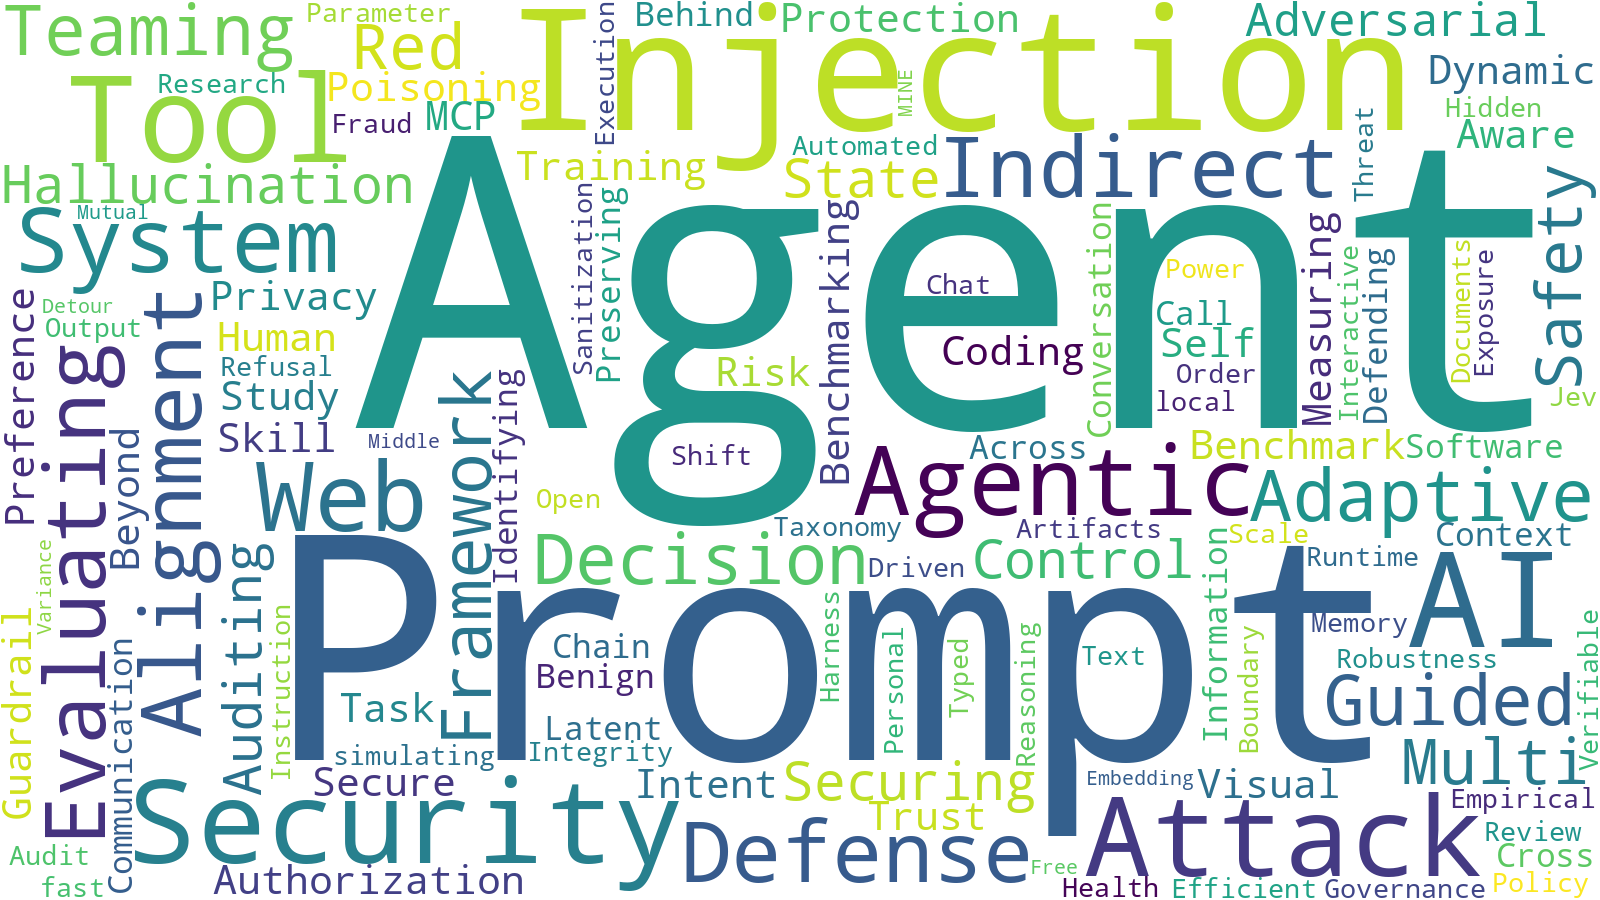 Teaming
Parameter
Red
Injection
Behind
Protection
Adversarial
Tool
Research
Poisoning
Fraud
MCP
Execution
MINE
Dynamic
Hidden
Aware
Hallucination
Training
Automated
State
Indirect
Threat
Agent
System
Mutual
Sanitization
Preserving
Benchmarking
Conversation
Measuring
Interactive
Defending
Documents
Exposure
Safety
Detour
Output
Privacy
Human
Refusal
Study
Skill
Chat
Power
Call
Self
Order
local
Coding
Risk
Jev
Preference
Evaluating
Beyond
Alignment
Middle
Framework
Identifying
Shift
Across
Benchmark
Software
Web
Open
Agentic
Adaptive
Taxonomy
Artifacts
Scale
Context
Decision
Driven
Control
Information
Runtime
AI
Variance
Auditing
Instruction
Prompt
Chain
Benign
Harness
Personal
Typed
Reasoning
Text
Boundary
Memory
Robustness
Verifiable
Guardrail
Communication
Task
Latent
Integrity
Guided
simulating
Secure
Intent
Securing
Embedding
Visual
Multi
Security
Trust
Defense
Attack
Empirical
Review
Cross
Audit
fast
Authorization
Free
Health
Efficient
Governance
Policy